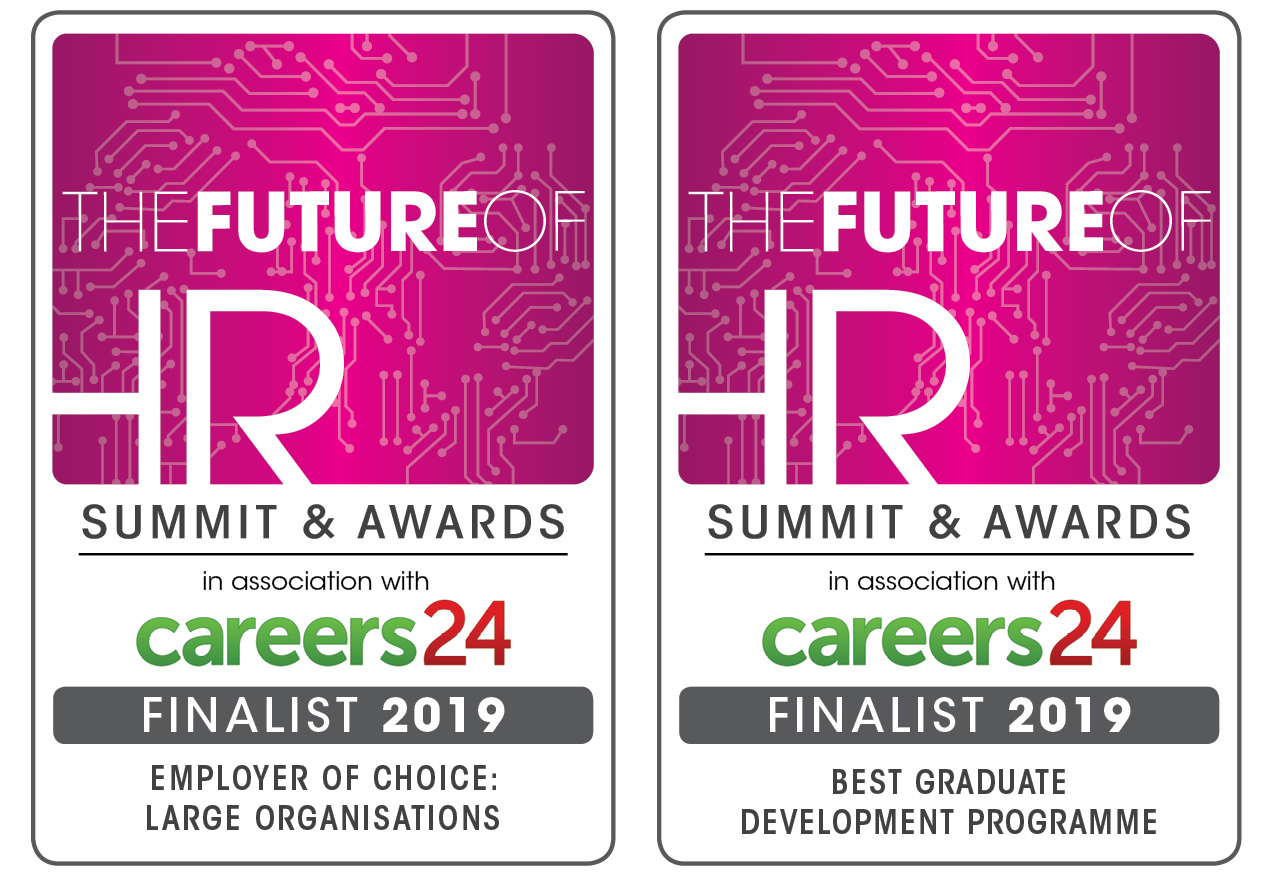 THEFUTUREOF
HR
SUMMIT & AWARDS
in association with
careers24
FINALIST 2019
EMPLOYER OF CHOICE:
LARGE ORGANISATIONS
THEFUTUREOF
HR
SUMMIT & AWARDS
in association with
careers24
FINALIST 2019
BEST GRADUATE
DEVELOPMENT PROGRAMME